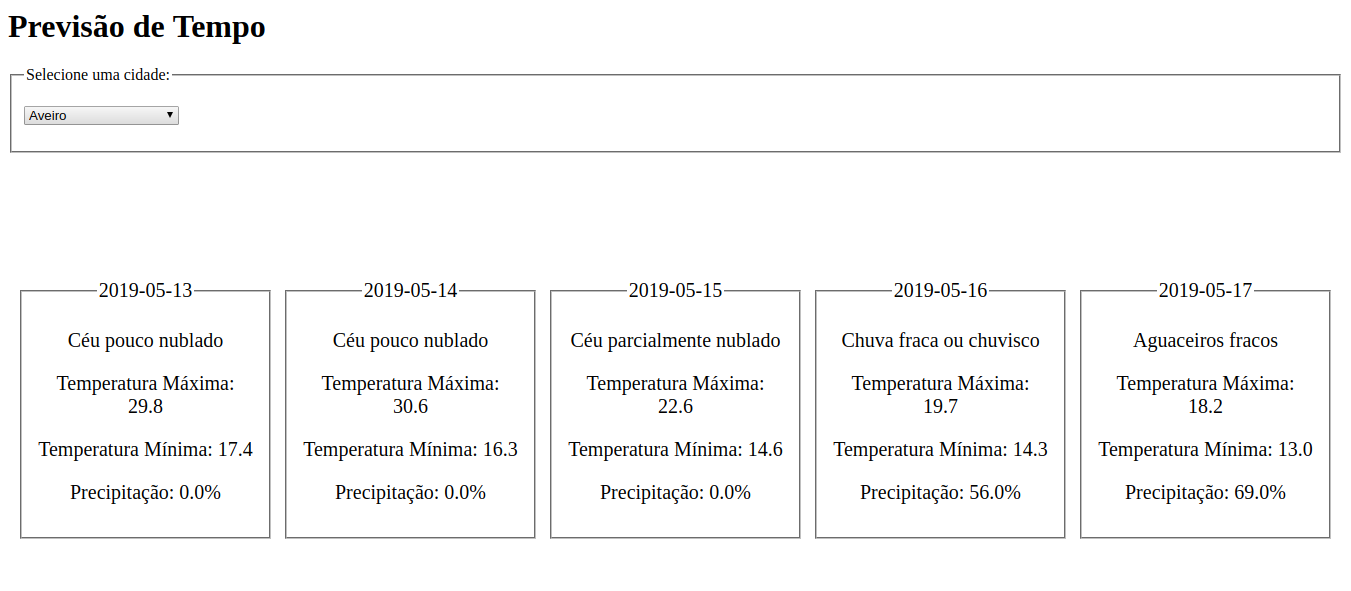 Previsão de Tempo
Selecione uma cidade:
Aveiro
2019-05-13
Céu pouco nublado
Temperatura Máxima:
29.8
Temperatura Mínima: 17.4
Precipitação: 0.0%
2019-05-14
Céu pouco nublado
Temperatura Máxima:
30.6
Temperatura Mínima: 16.3
Precipitação: 0.0%
2019-05-15
Céu parcialmente nublado
Temperatura Máxima:
22.6
Temperatura Mínima: 14.6
Precipitação: 0.0%
2019-05-16
Chuva fraca ou chuvisco
Temperatura Máxima:
19.7
Temperatura Mínima: 14.3
Precipitação: 56.0%
2019-05-17
Aguaceiros fracos
Temperatura Máxima:
18.2
Temperatura Mínima: 13.0
Precipitação: 69.0%